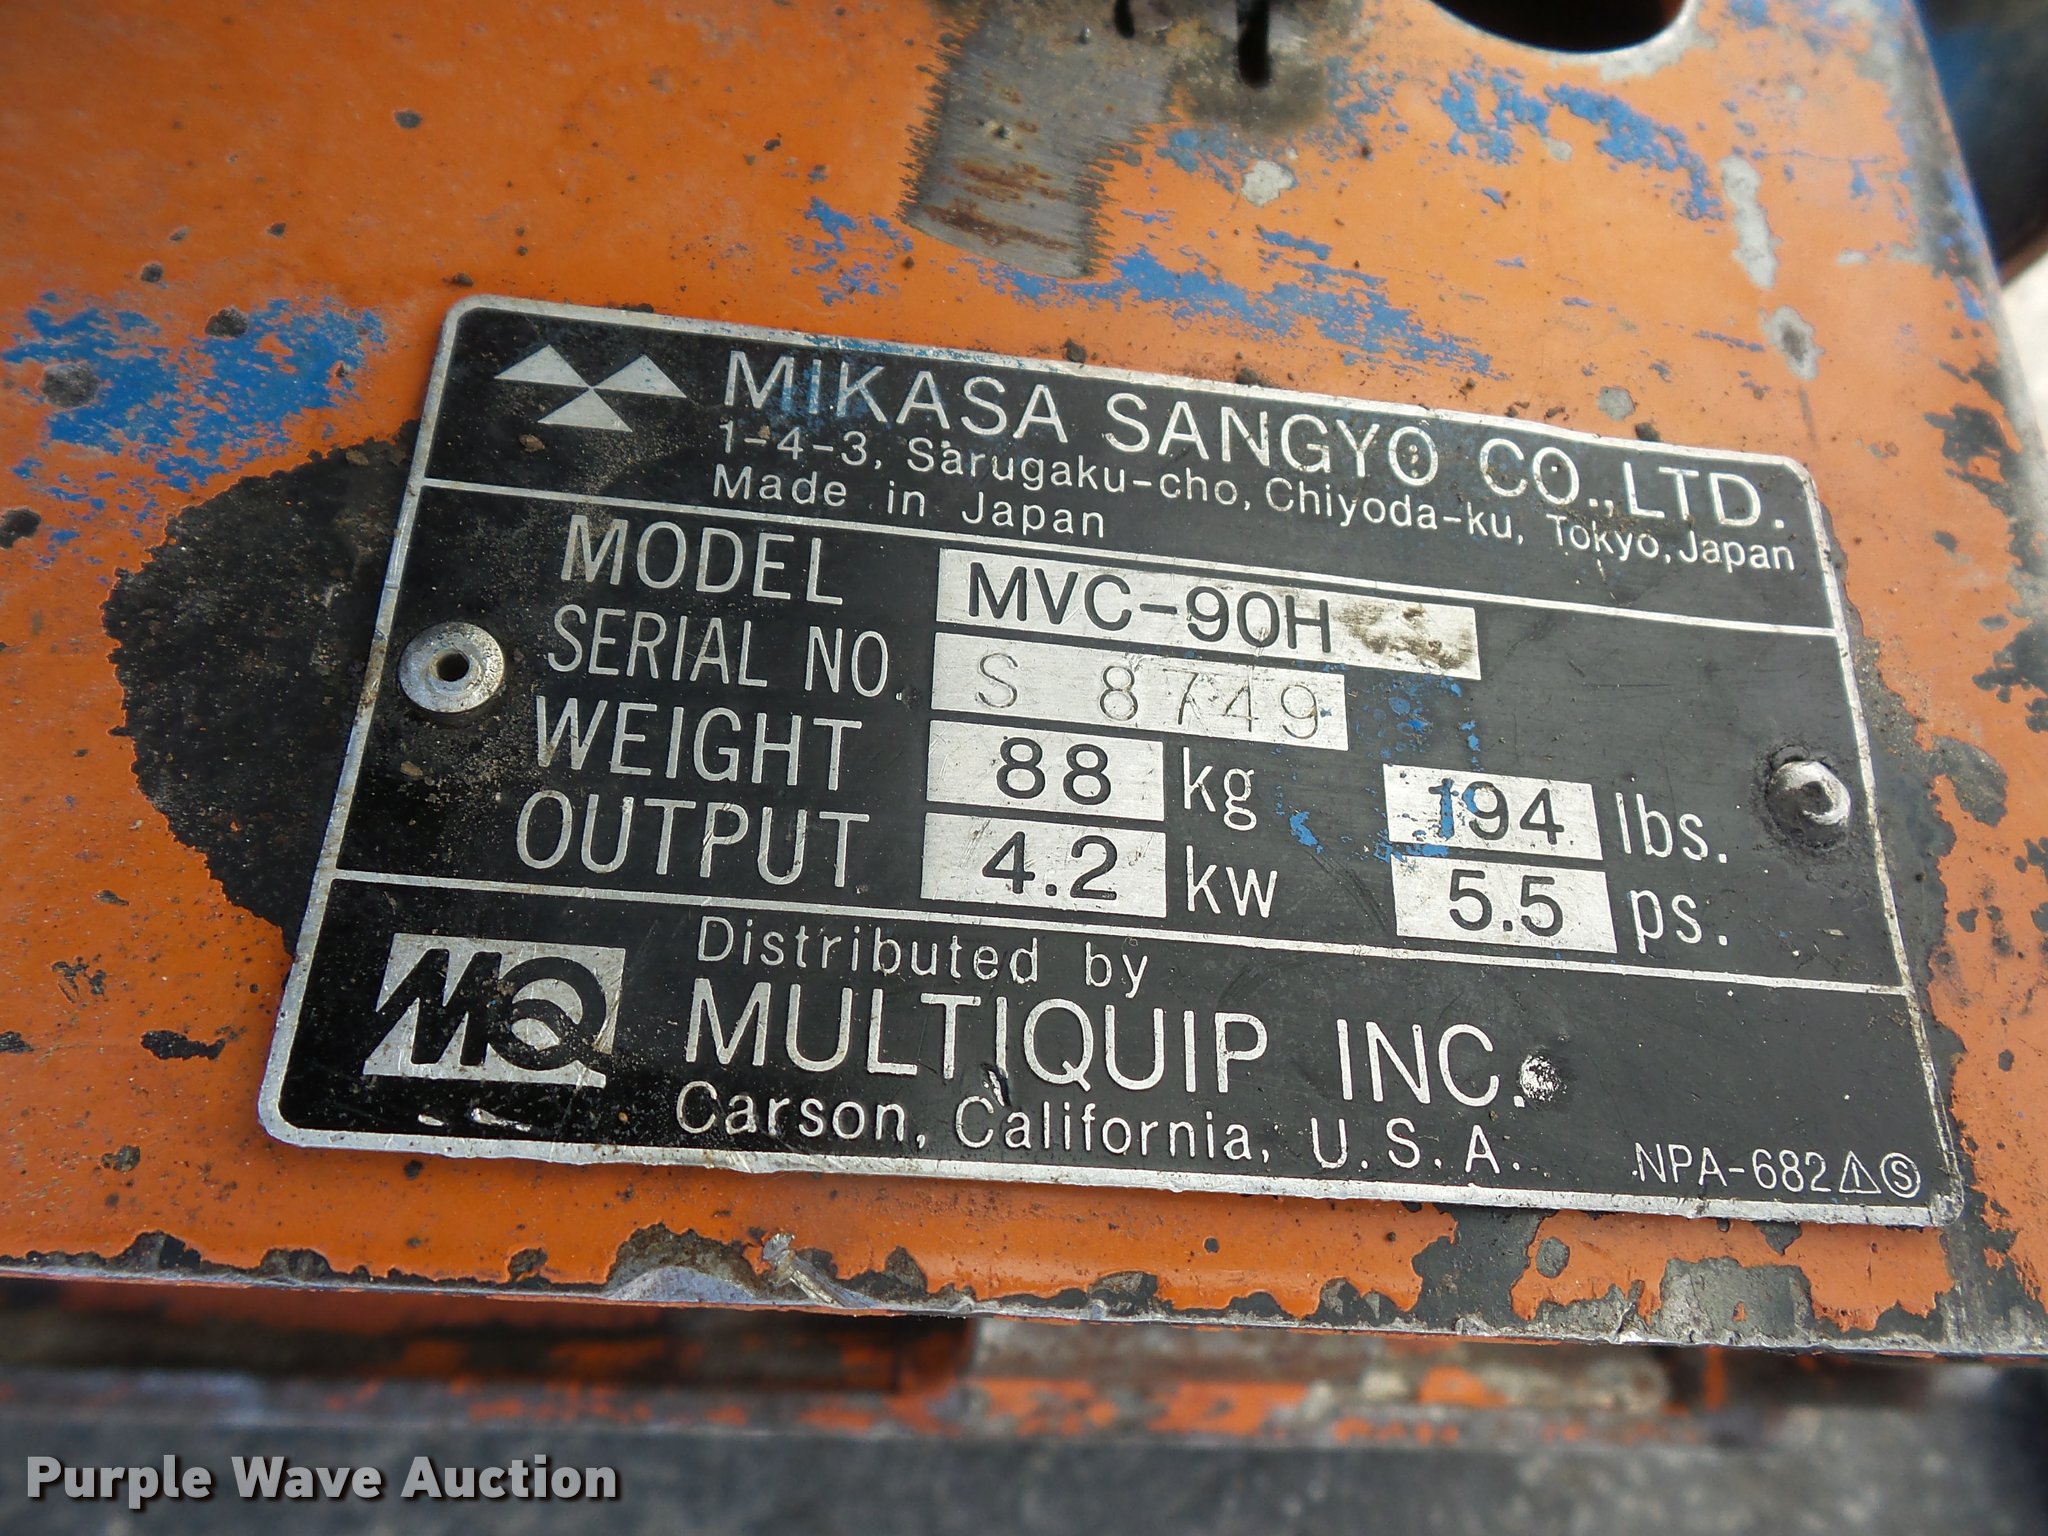 MIKASA SANGYO CO.,LTD.
1-4-3, Sarugaku-cho, Chiyoda-ku, Tokyo, Japan
Made in Japan
MODEL MVC-90H
SERIAL NO. S 8749
WEIGHT 88 kg 194 lbs.
OUTPUT 4.2 kw 5.5 ps.
MQ
Distributed by
MULTIQUIP INC.
Carson, California, U.S.A.
NPA-682 S
Purple Wave Auction